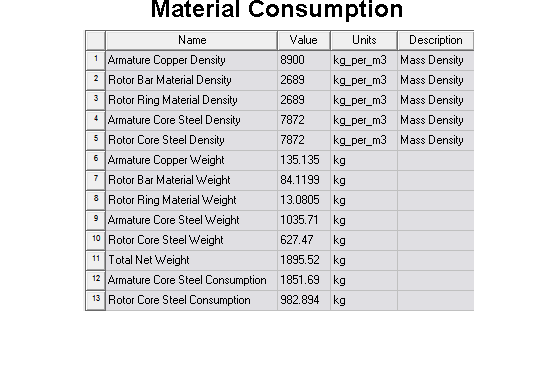 Material Consumption
Name Value Units Description
1 Armature Copper Density 8900 kg_per_m3 Mass Density
2 Rotor Bar Material Density 2689 kg_per_m3 Mass Density
3 Rotor Ring Material Density 2689 kg_per_m3 Mass Density
4 Armature Core Steel Density 7872 kg_per_m3 Mass Density
5 Rotor Core Steel Density 7872 kg_per_m3 Mass Density
6 Armature Copper Weight 135.135 kg
7 Rotor Bar Material Weight 84.1199 kg
8 Rotor Ring Material Weight 13.0805 kg
9 Armature Core Steel Weight 1035.71 kg
10 Rotor Core Steel Weight 627.47 kg
11 Total Net Weight 1895.52 kg
12 Armature Core Steel Consumption 1851.69 kg
13 Rotor Core Steel Consumption 982.894 kg